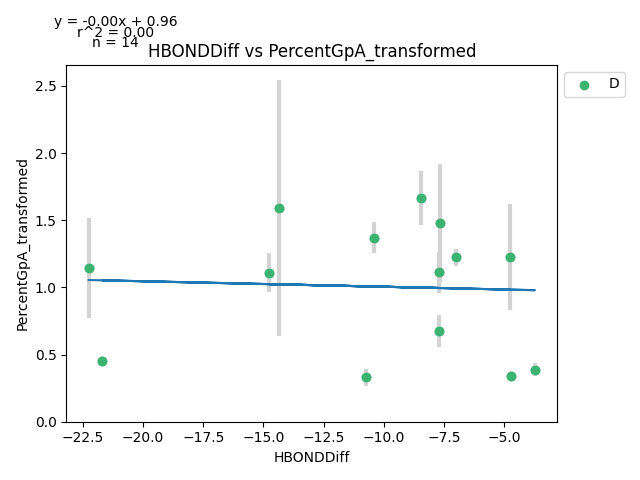 y = -0.00x + 0.96
r^2 = 0.00
n = 14
HBONDDiff vs PercentGpA_transformed
D
PercentGpA_transformed
2.5
2.0
1.5
1.0
0.5
0.0
−22.5 −20.0 −17.5 −15.0 −12.5 −10.0 −7.5 −5.0
HBONDDiff